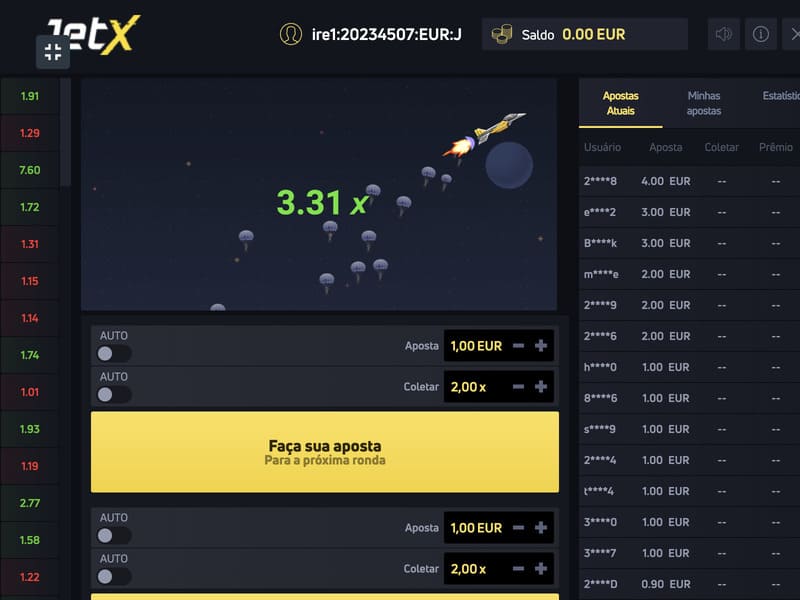 JetX
ire1:20234507:EUR:J
Saldo 0.00 EUR
1.91
1.29
7.60
1.72
1.31
1.15
1.14
1.74
1.01
1.93
1.19
2.77
1.58
1.22
3.31 x
AUTO
Aposta 1,00 EUR
AUTO
Coletar 2,00 x
Faça sua aposta
Para a próxima ronda
AUTO
Aposta 1,00 EUR
AUTO
Coletar 2,00 x
Apostas Minhas
Atuais apostas
Usuário Aposta Coletar Prêmio
2****8 4.00 EUR -- --
e****2 3.00 EUR -- --
B****k 3.00 EUR -- --
m****e 2.00 EUR -- --
2****9 2.00 EUR -- --
2****6 2.00 EUR -- --
h****0 1.00 EUR -- --
8****6 1.00 EUR -- --
s****9 1.00 EUR -- --
2****4 1.00 EUR -- --
t****4 1.00 EUR -- --
3****0 1.00 EUR -- --
3****7 1.00 EUR -- --
2****D 0.90 EUR -- --